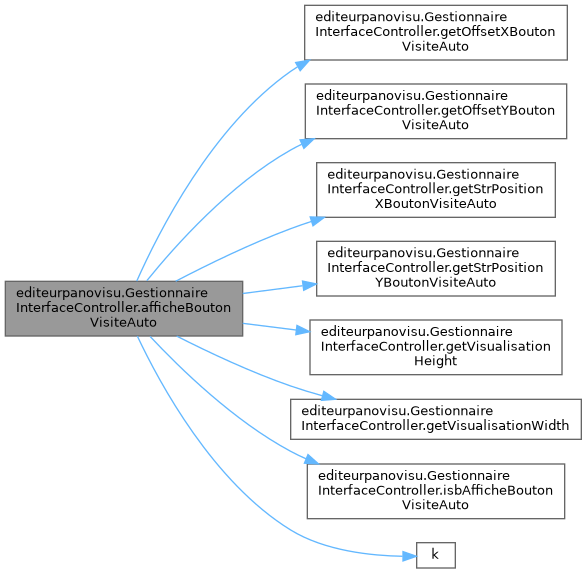 editeurpanovisu.Gestionnaire
InterfaceController.getOffsetXBouton
VisiteAuto
editeurpanovisu.Gestionnaire
InterfaceController.getOffsetYBouton
VisiteAuto
editeurpanovisu.Gestionnaire
InterfaceController.getStrPosition
XBoutonVisiteAuto
editeurpanovisu.Gestionnaire
InterfaceController.getStrPosition
YBoutonVisiteAuto
editeurpanovisu.Gestionnaire
InterfaceController.afficheBouton
VisiteAuto
editeurpanovisu.Gestionnaire
InterfaceController.getVisualisation
Height
editeurpanovisu.Gestionnaire
InterfaceController.getVisualisationWidth
editeurpanovisu.Gestionnaire
InterfaceController.isbAfficheBouton
VisiteAuto
k